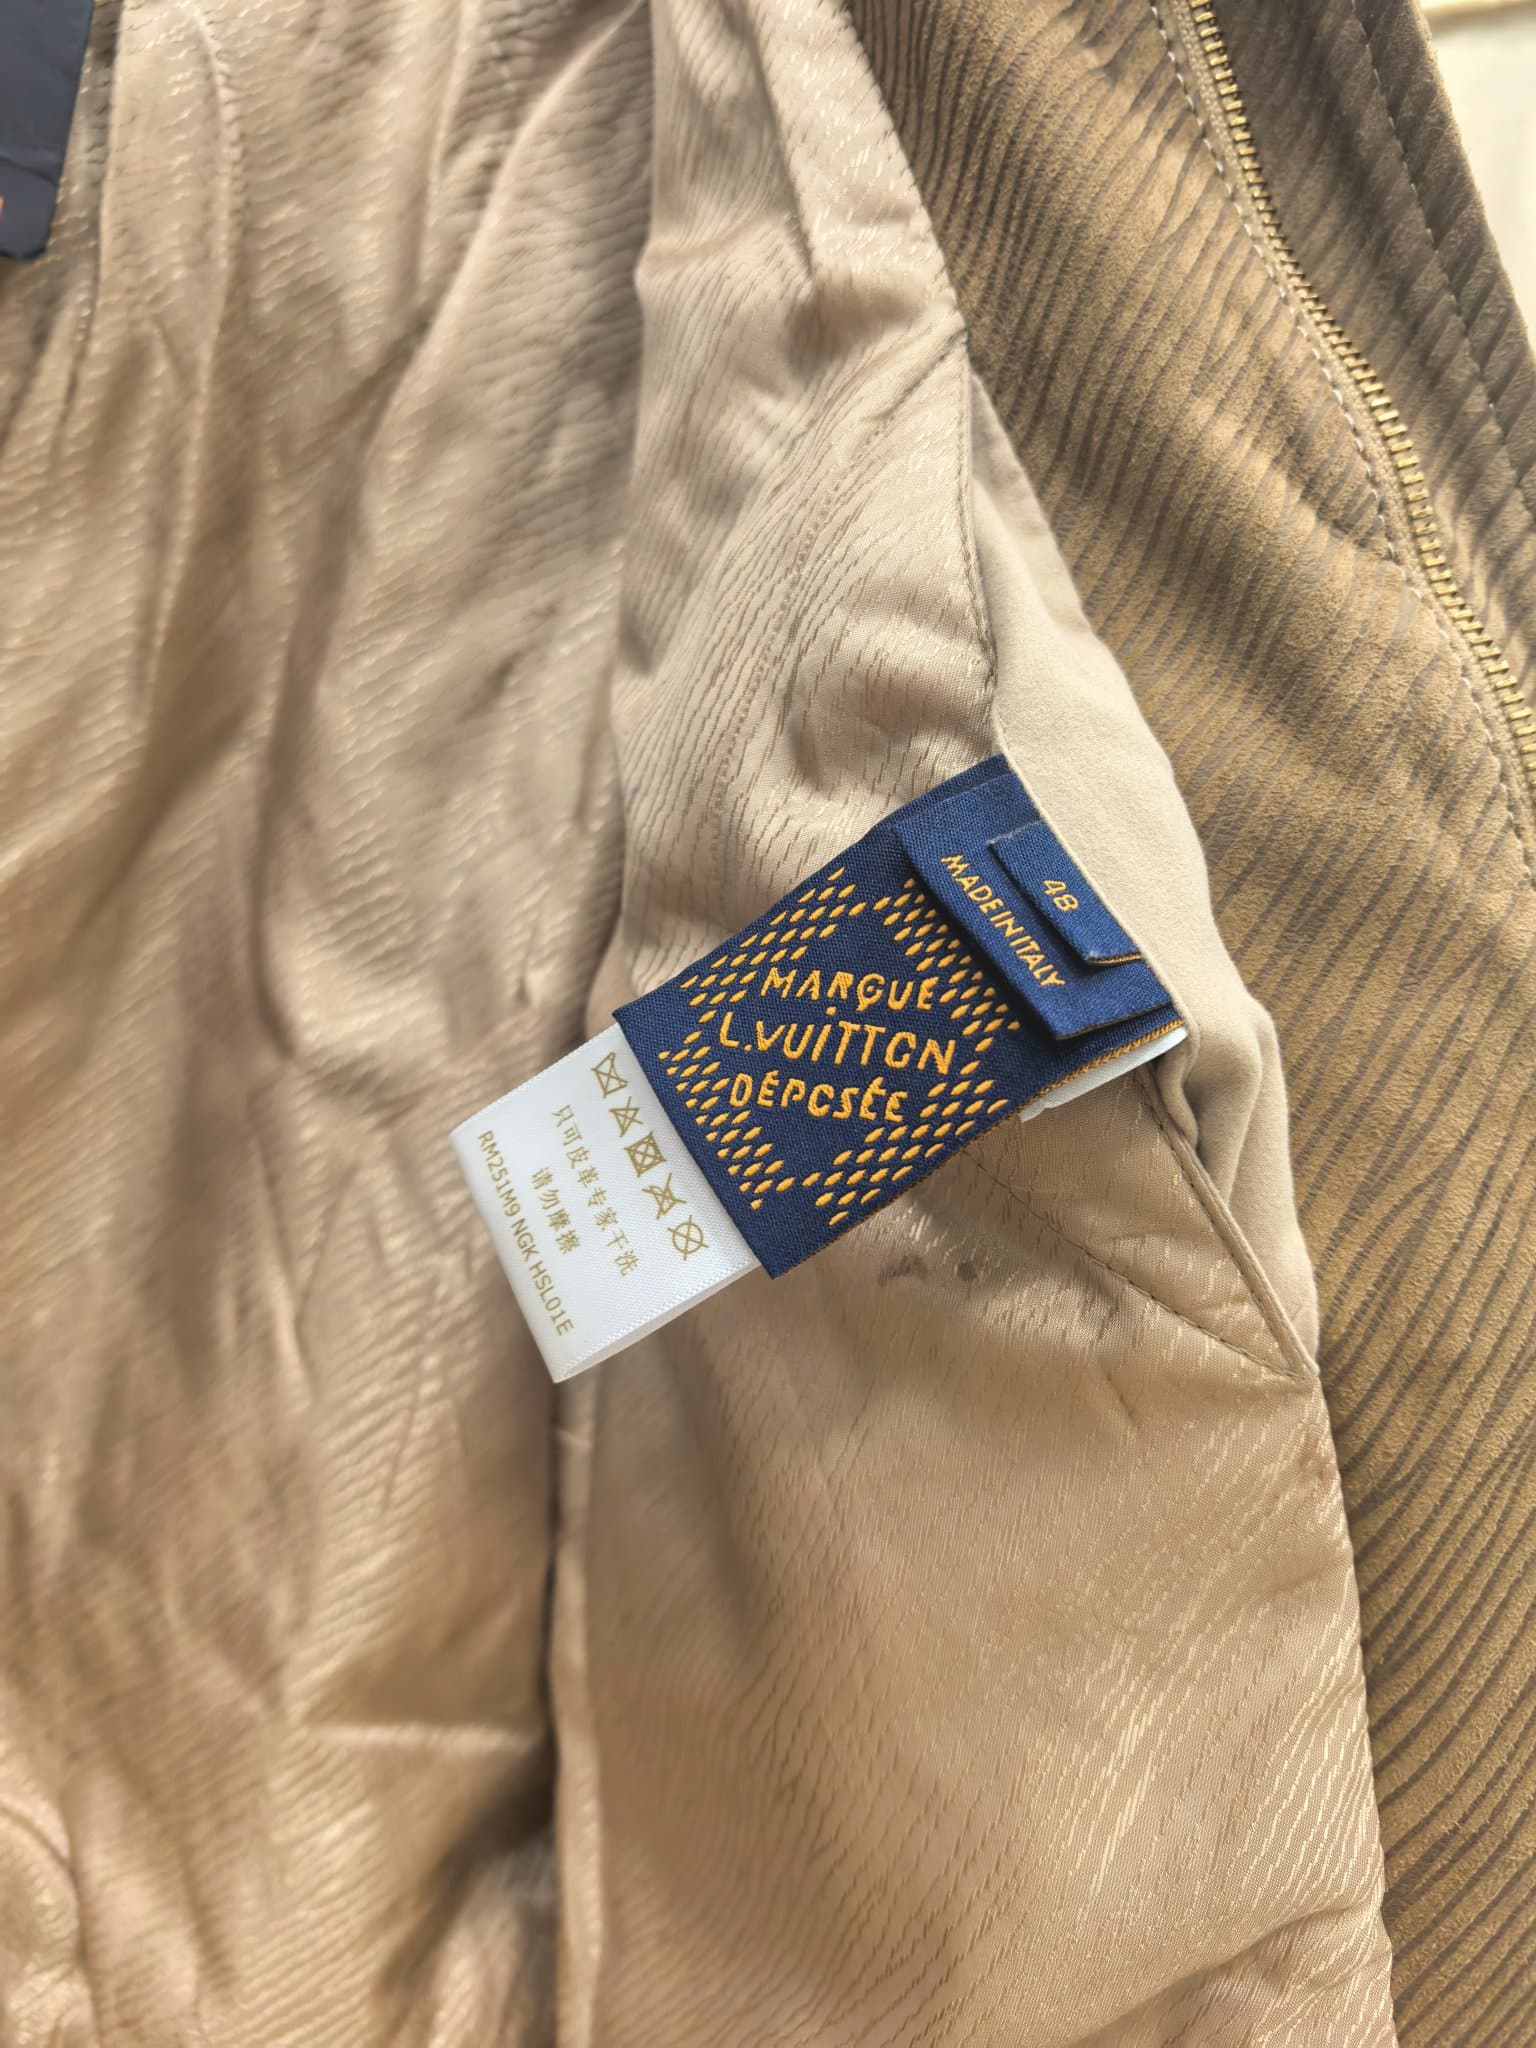 48
MADE IN ITALY
MARQUE
L.VUITTON
DÉPOSÉE
只可皮革专家干洗
请勿摩擦
RM251M9 NGK HSL01E